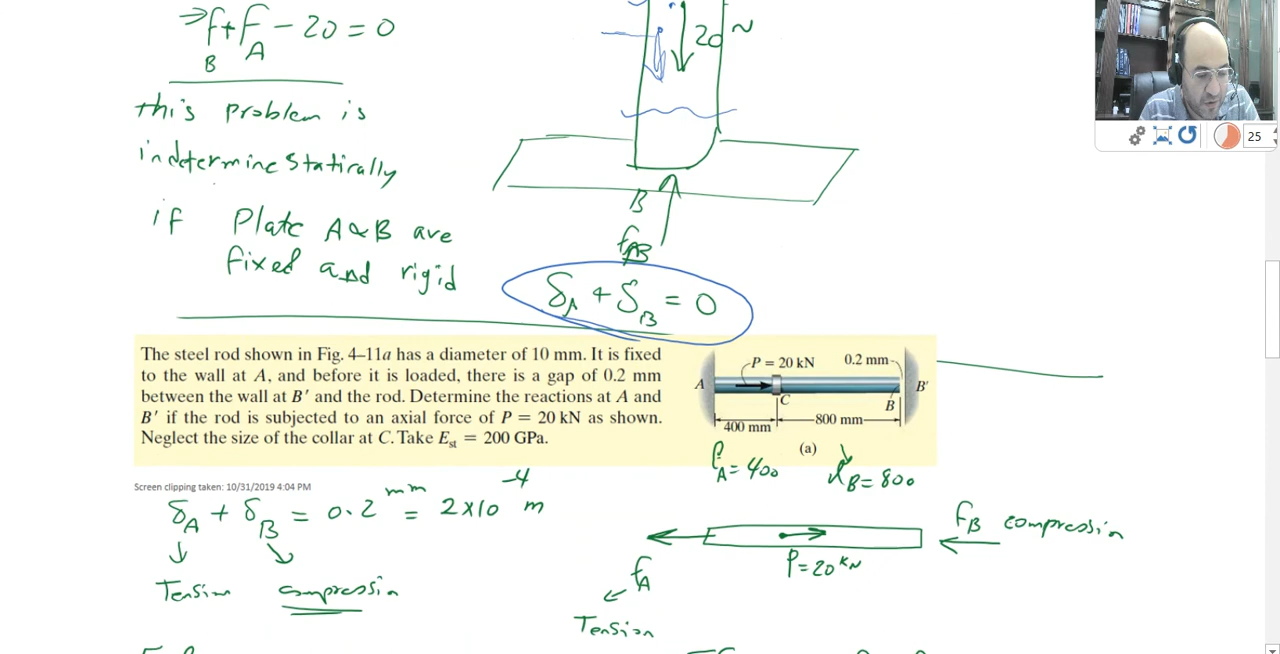 ⇒ f_B + f_A - 20 = 0
this problem is
indetermine statically
if Plate A & B are
fixed and rigid
20 N
B
f_AB
δ_A + δ_B = 0
25
The steel rod shown in Fig. 4–11a has a diameter of 10 mm. It is fixed
to the wall at A, and before it is loaded, there is a gap of 0.2 mm
between the wall at B′ and the rod. Determine the reactions at A and
B′ if the rod is subjected to an axial force of P = 20 kN as shown.
Neglect the size of the collar at C. Take E_st = 200 GPa.
P = 20 kN 0.2 mm
A B′
C B
400 mm 800 mm
(a)
l_A = 400 l_B = 800
Screen clipping taken: 10/31/2019 4:04 PM
δ_A + δ_B = 0.2 mm = 2 x 10^-4 m
Tension compression
F_B compression
P = 20 kN
f_A
Tension